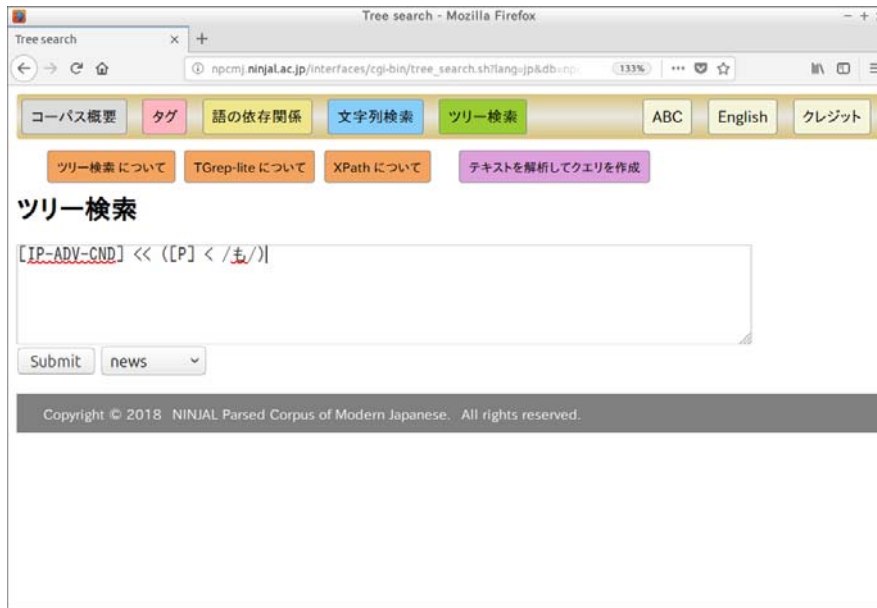 Tree search - Mozilla Firefox
Tree search × +
npcmj.ninjal.ac.jp/interfaces/cgi-bin/tree_search.sh?lang=jp&db=np 133%
コーパス概要 タグ 語の依存関係 文字列検索 ツリー検索 ABC English クレジット
ツリー検索 について TGrep-lite について XPath について テキストを解析してクエリを作成
ツリー検索
[IP-ADV-CND] << ([P] < /も/)
Submit news
Copyright © 2018 NINJAL Parsed Corpus of Modern Japanese. All rights reserved.